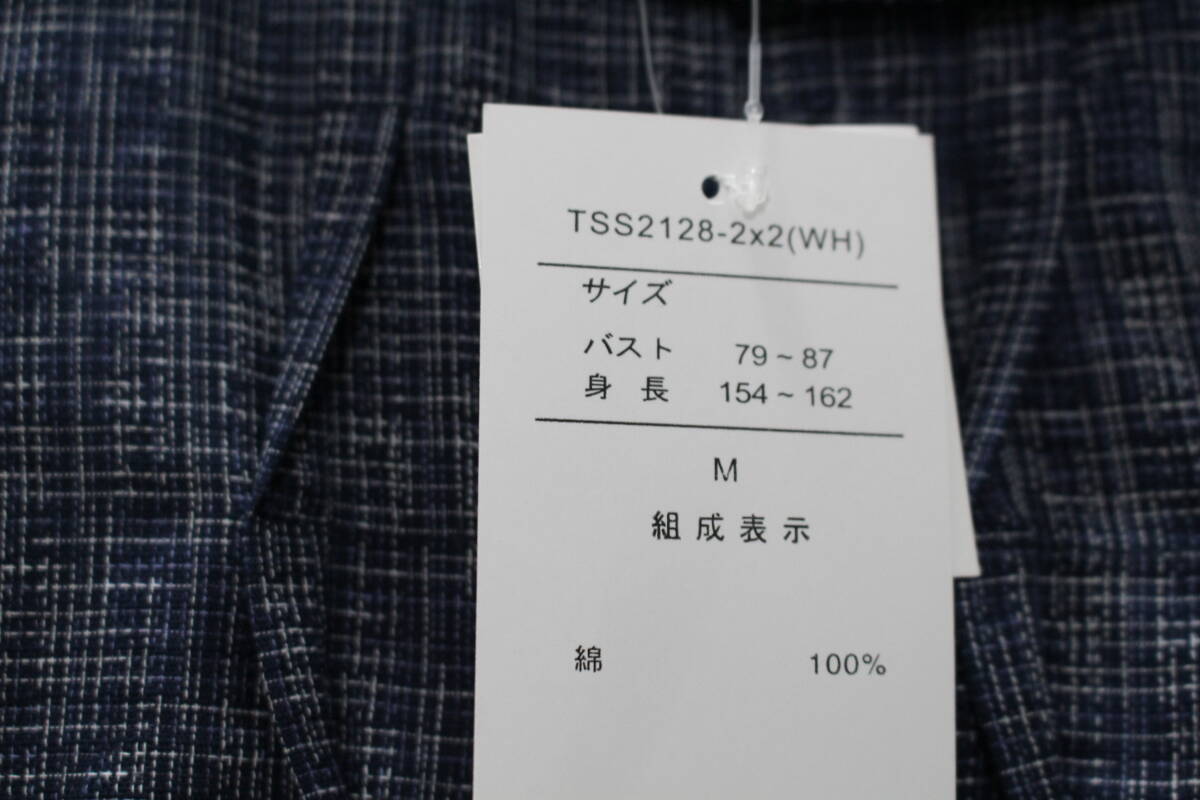 TSS2128-2x2(WH)
サイズ
バスト 79 ~ 87
身 長 154 ~ 162
M
組 成 表 示
綿 100%